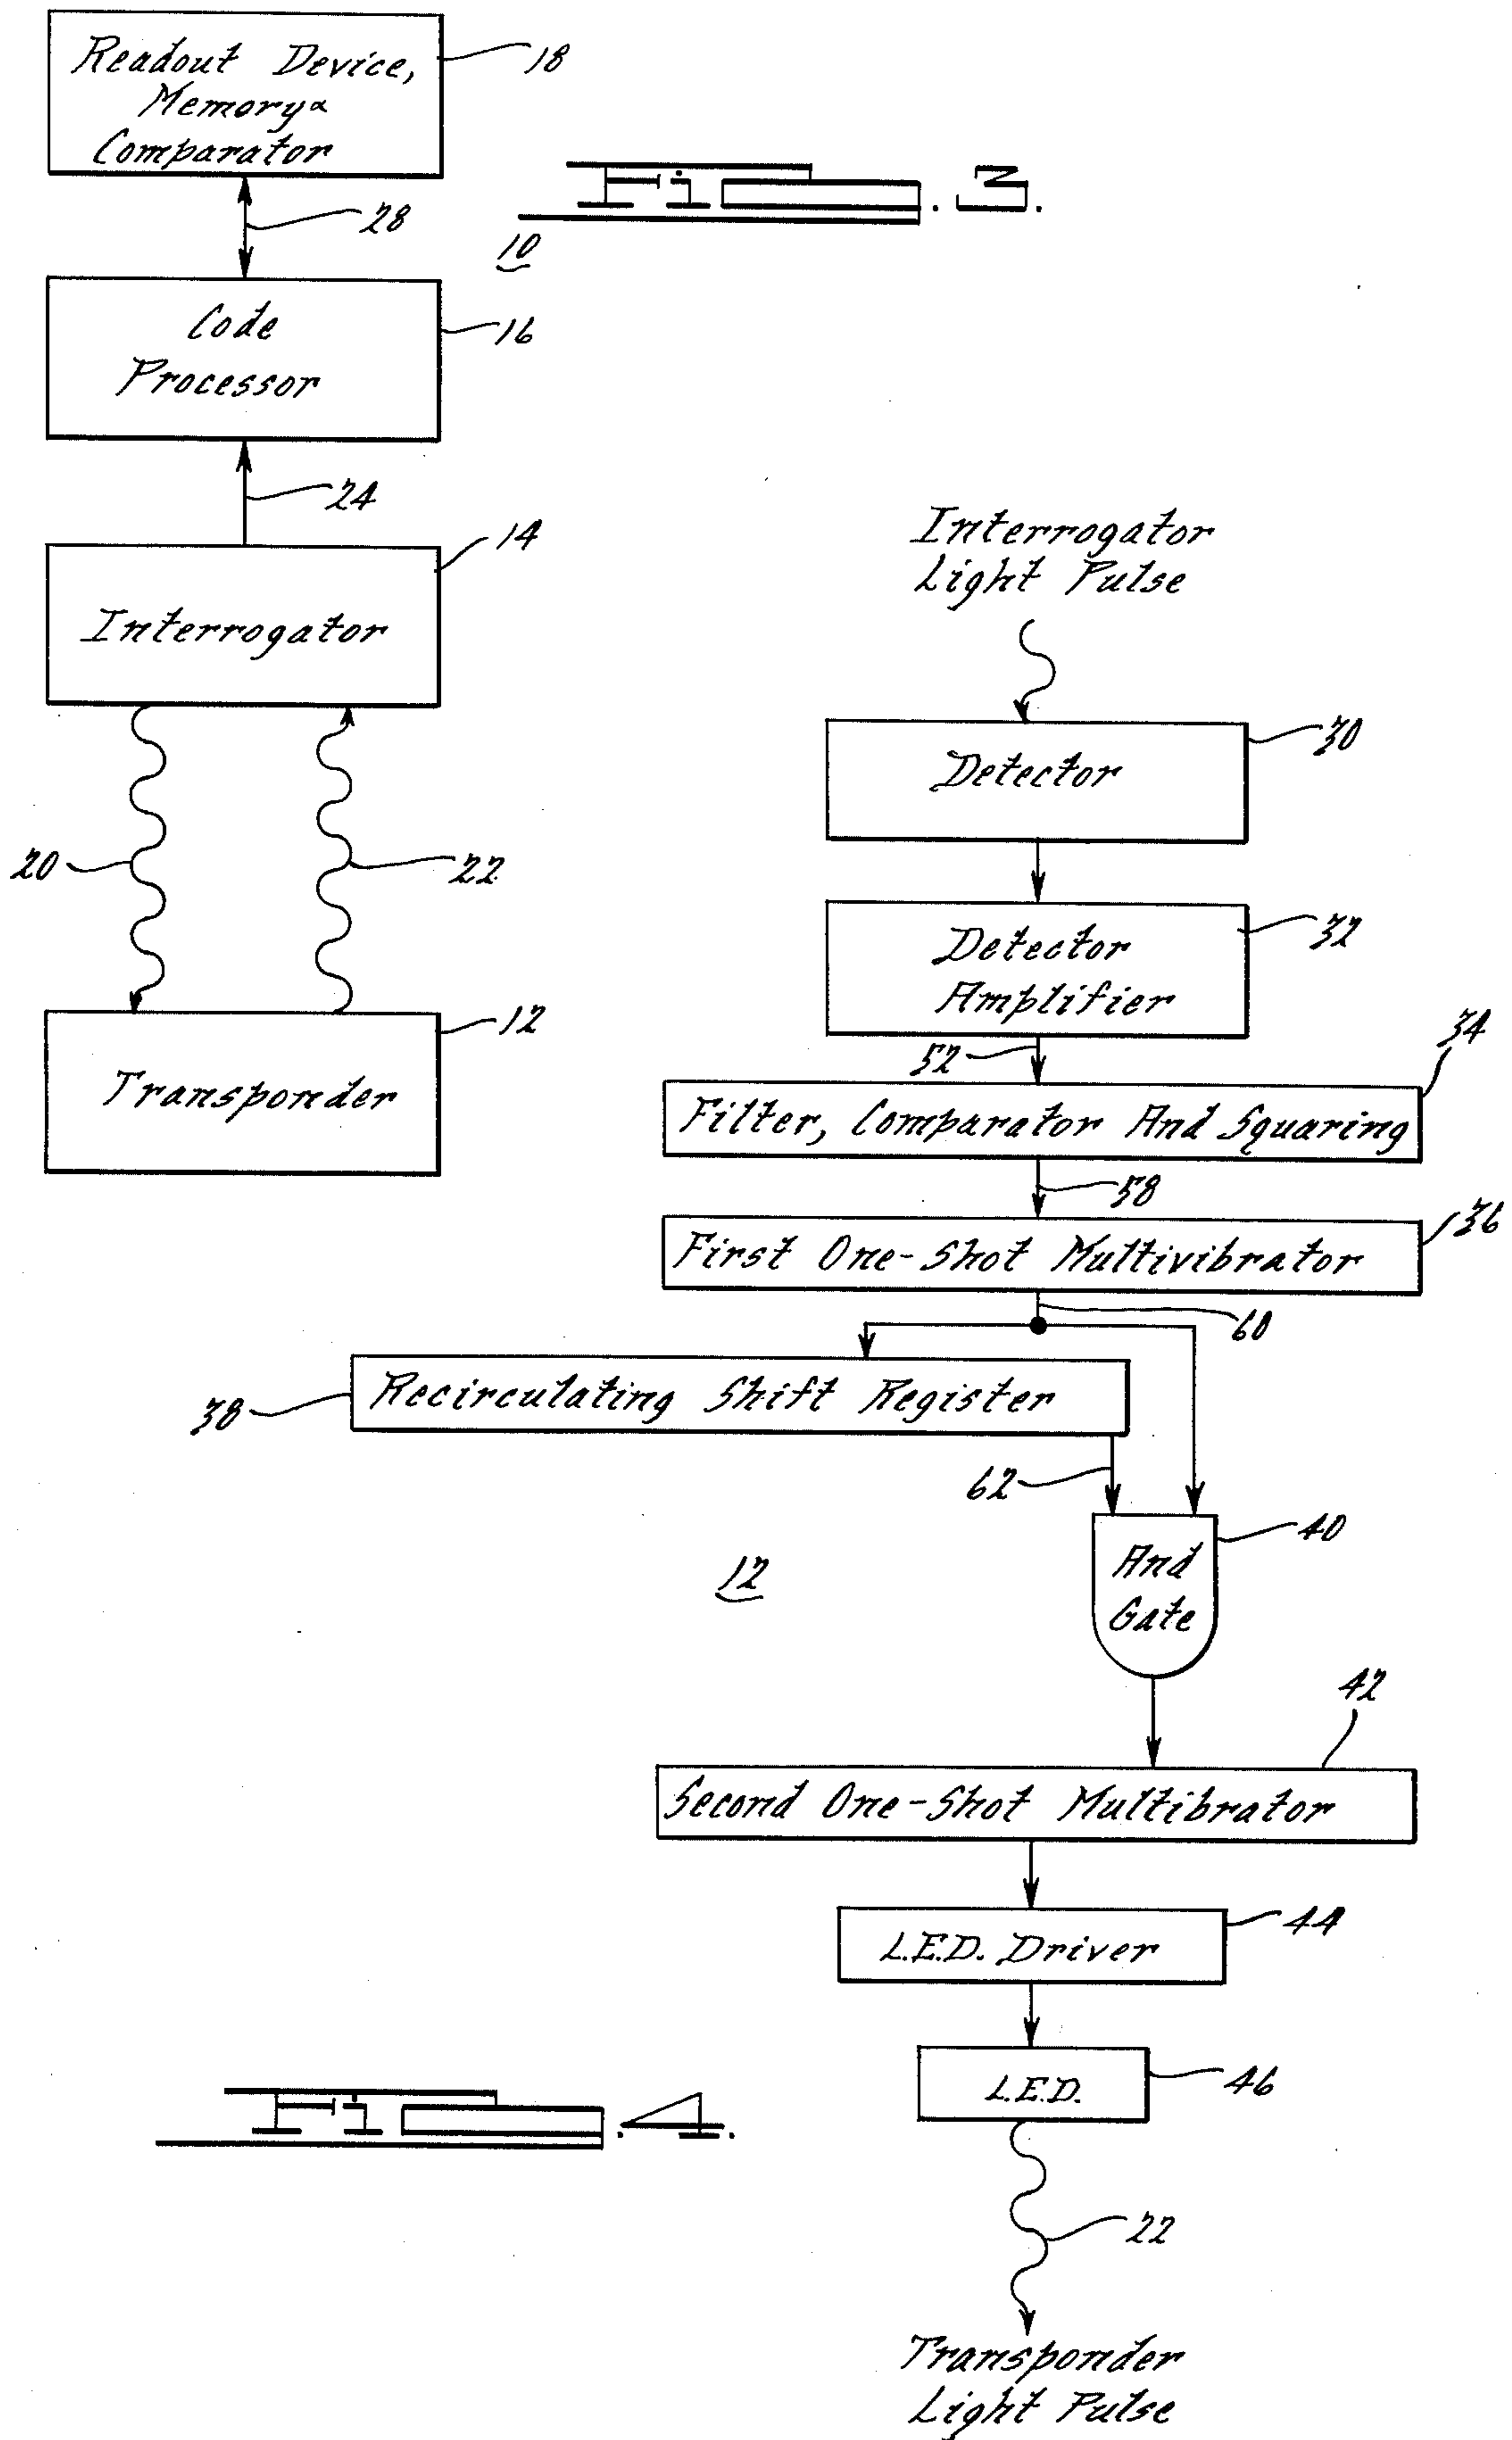 Readout Device,
Memory &
Comparator
18
28
Fig. 3.
10
Code
Processor
16
24
14
Interrogator
20
22
12
Transponder
Interrogator
Light Pulse
30
Detector
32
Detector
Amplifier
52
34
Filter, Comparator And Squaring
58
36
First One-Shot Multivibrator
60
38
Recirculating Shift Register
62
40
And
Gate
12
42
Second One-Shot Multibrator
44
L.E.D. Driver
46
L.E.D.
Fig. 4.
22
Transponder
Light Pulse